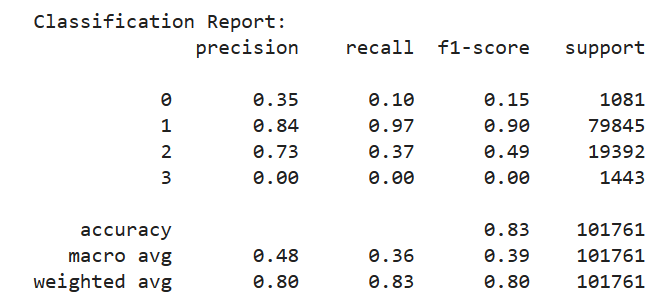 Classification Report:
precision recall f1-score support
0 0.35 0.10 0.15 1081
1 0.84 0.97 0.90 79845
2 0.73 0.37 0.49 19392
3 0.00 0.00 0.00 1443
accuracy 0.83 101761
macro avg 0.48 0.36 0.39 101761
weighted avg 0.80 0.83 0.80 101761